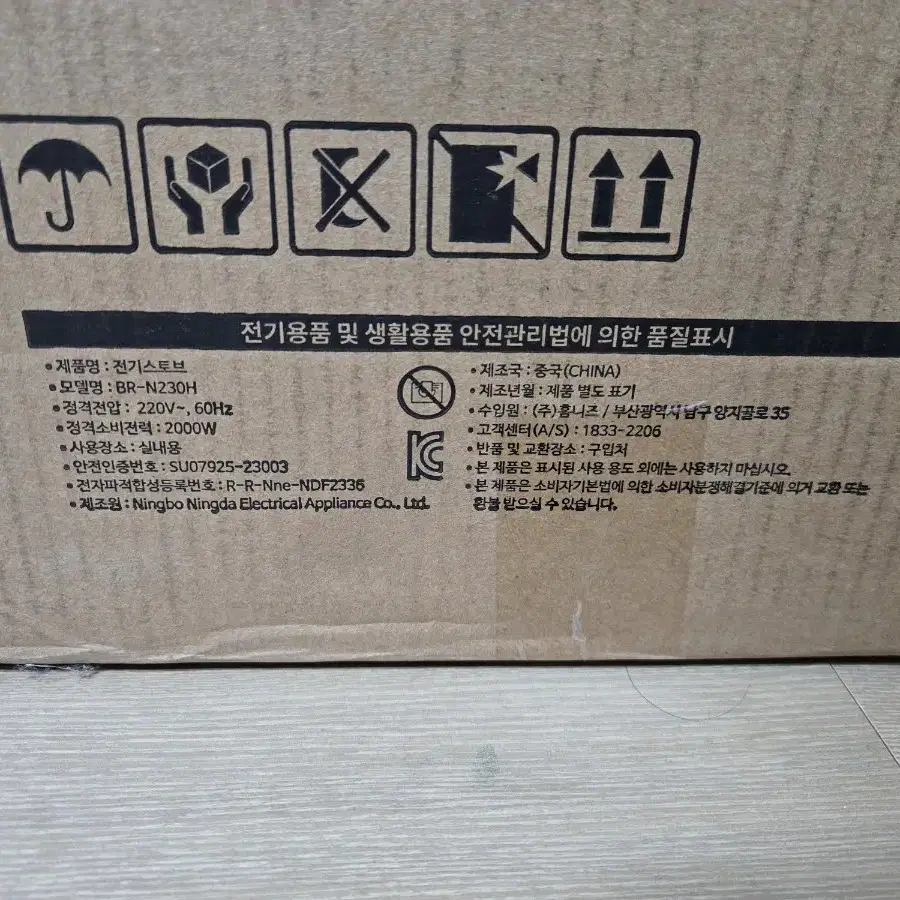 전기용품 및 생활용품 안전관리법에 의한 품질표시
• 제품명 : 전기스토브
• 모델명 : BR-N230H
• 정격전압 : 220V~, 60Hz
• 정격소비전력 : 2000W
• 사용장소 : 실내용
• 안전인증번호 : SU07925-23003
• 전자파적합성등록번호 : R-R-Nne-NDF2336
• 제조원 : Ningbo Ningda Electrical Appliance Co., Ltd.
• 제조국 : 중국(CHINA)
• 제조년월 : 제품 별도 표기
• 수입원 : (주)홈니즈 / 부산광역시 남구 양지골로 35
• 고객센터(A/S) : 1833-2206
• 반품 및 교환장소 : 구입처
• 본 제품은 표시된 사용 용도 외에는 사용하지 마십시오.
• 본 제품은 소비자기본법에 의한 소비자분쟁해결기준에 의거 교환 또는
환불 받으실 수 있습니다.